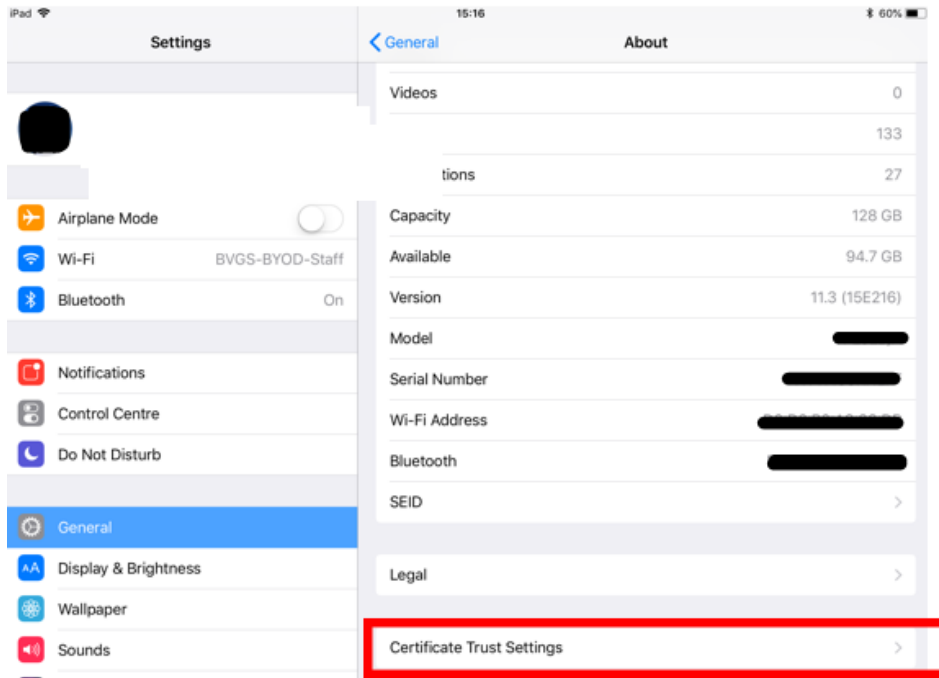 iPad 15:16 60%
Settings
General About
Videos 0
133
tions 27
Airplane Mode
Capacity 128 GB
Wi-Fi BVGS-BYOD-Staff
Available 94.7 GB
Bluetooth On
Version 11.3 (15E216)
Model
Notifications
Serial Number
Control Centre
Wi-Fi Address
Do Not Disturb
Bluetooth
SEID
General
Display & Brightness
Legal
Wallpaper
Sounds
Certificate Trust Settings